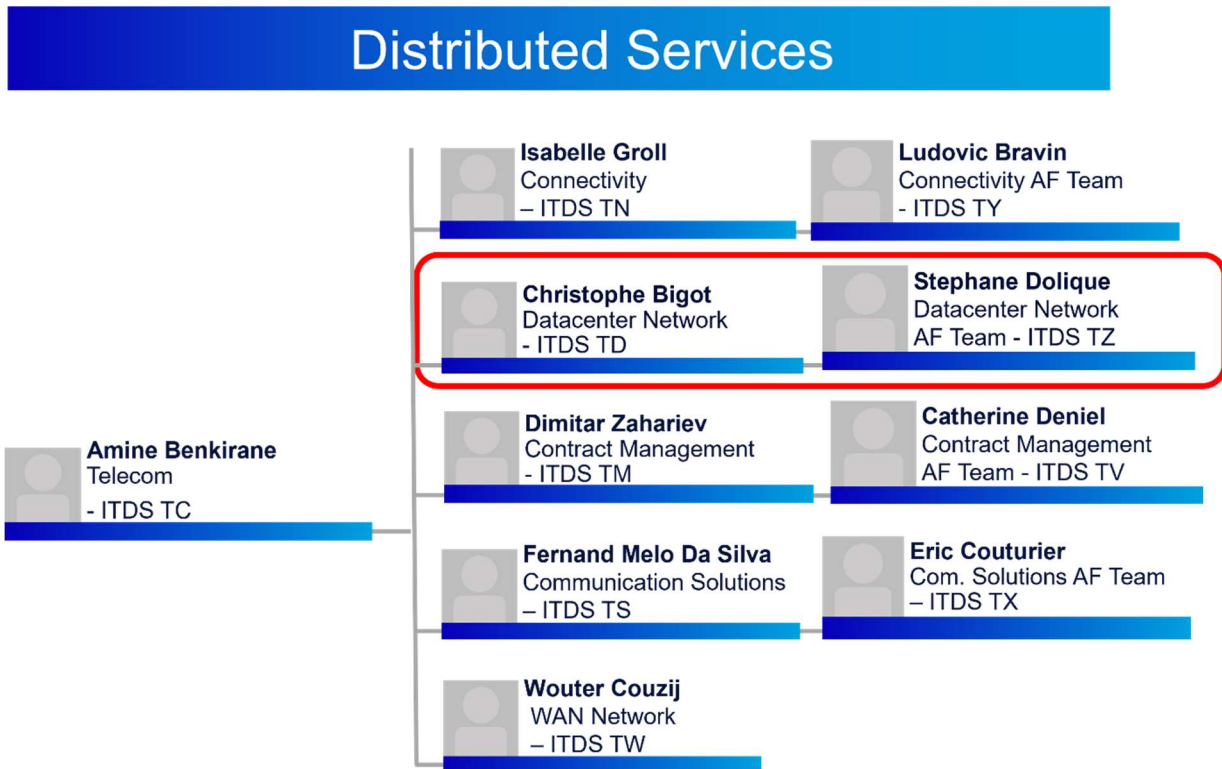 Distributed Services
Isabelle Groll
Connectivity
– ITDS TN
Ludovic Bravin
Connectivity AF Team
- ITDS TY
Christophe Bigot
Datacenter Network
- ITDS TD
Stephane Dolique
Datacenter Network
AF Team - ITDS TZ
Amine Benkirane
Telecom
- ITDS TC
Dimitar Zahariev
Contract Management
- ITDS TM
Catherine Deniel
Contract Management
AF Team - ITDS TV
Fernand Melo Da Silva
Communication Solutions
– ITDS TS
Eric Couturier
Com. Solutions AF Team
– ITDS TX
Wouter Couzij
WAN Network
– ITDS TW